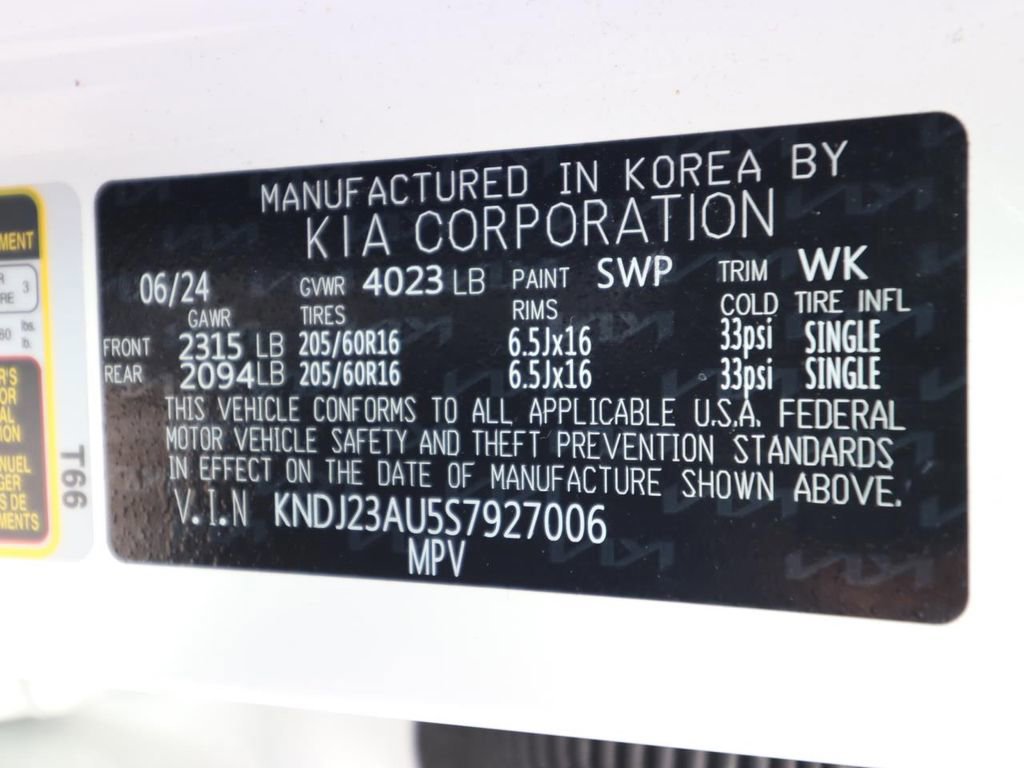 MANUFACTURED IN KOREA BY
KIA CORPORATION
06/24 GVWR 4023 LB PAINT SWP TRIM WK
GAWR TIRES RIMS COLD TIRE INFL
FRONT 2315 LB 205/60R16 6.5Jx16 33psi SINGLE
REAR 2094LB 205/60R16 6.5Jx16 33psi SINGLE
THIS VEHICLE CONFORMS TO ALL APPLICABLE U.S.A. FEDERAL
MOTOR VEHICLE SAFETY AND THEFT PREVENTION STANDARDS
IN EFFECT ON THE DATE OF MANUFACTURE SHOWN ABOVE.
V.I.N KNDJ23AU5S7927006
MPV
3
lbs.
lb.
T66